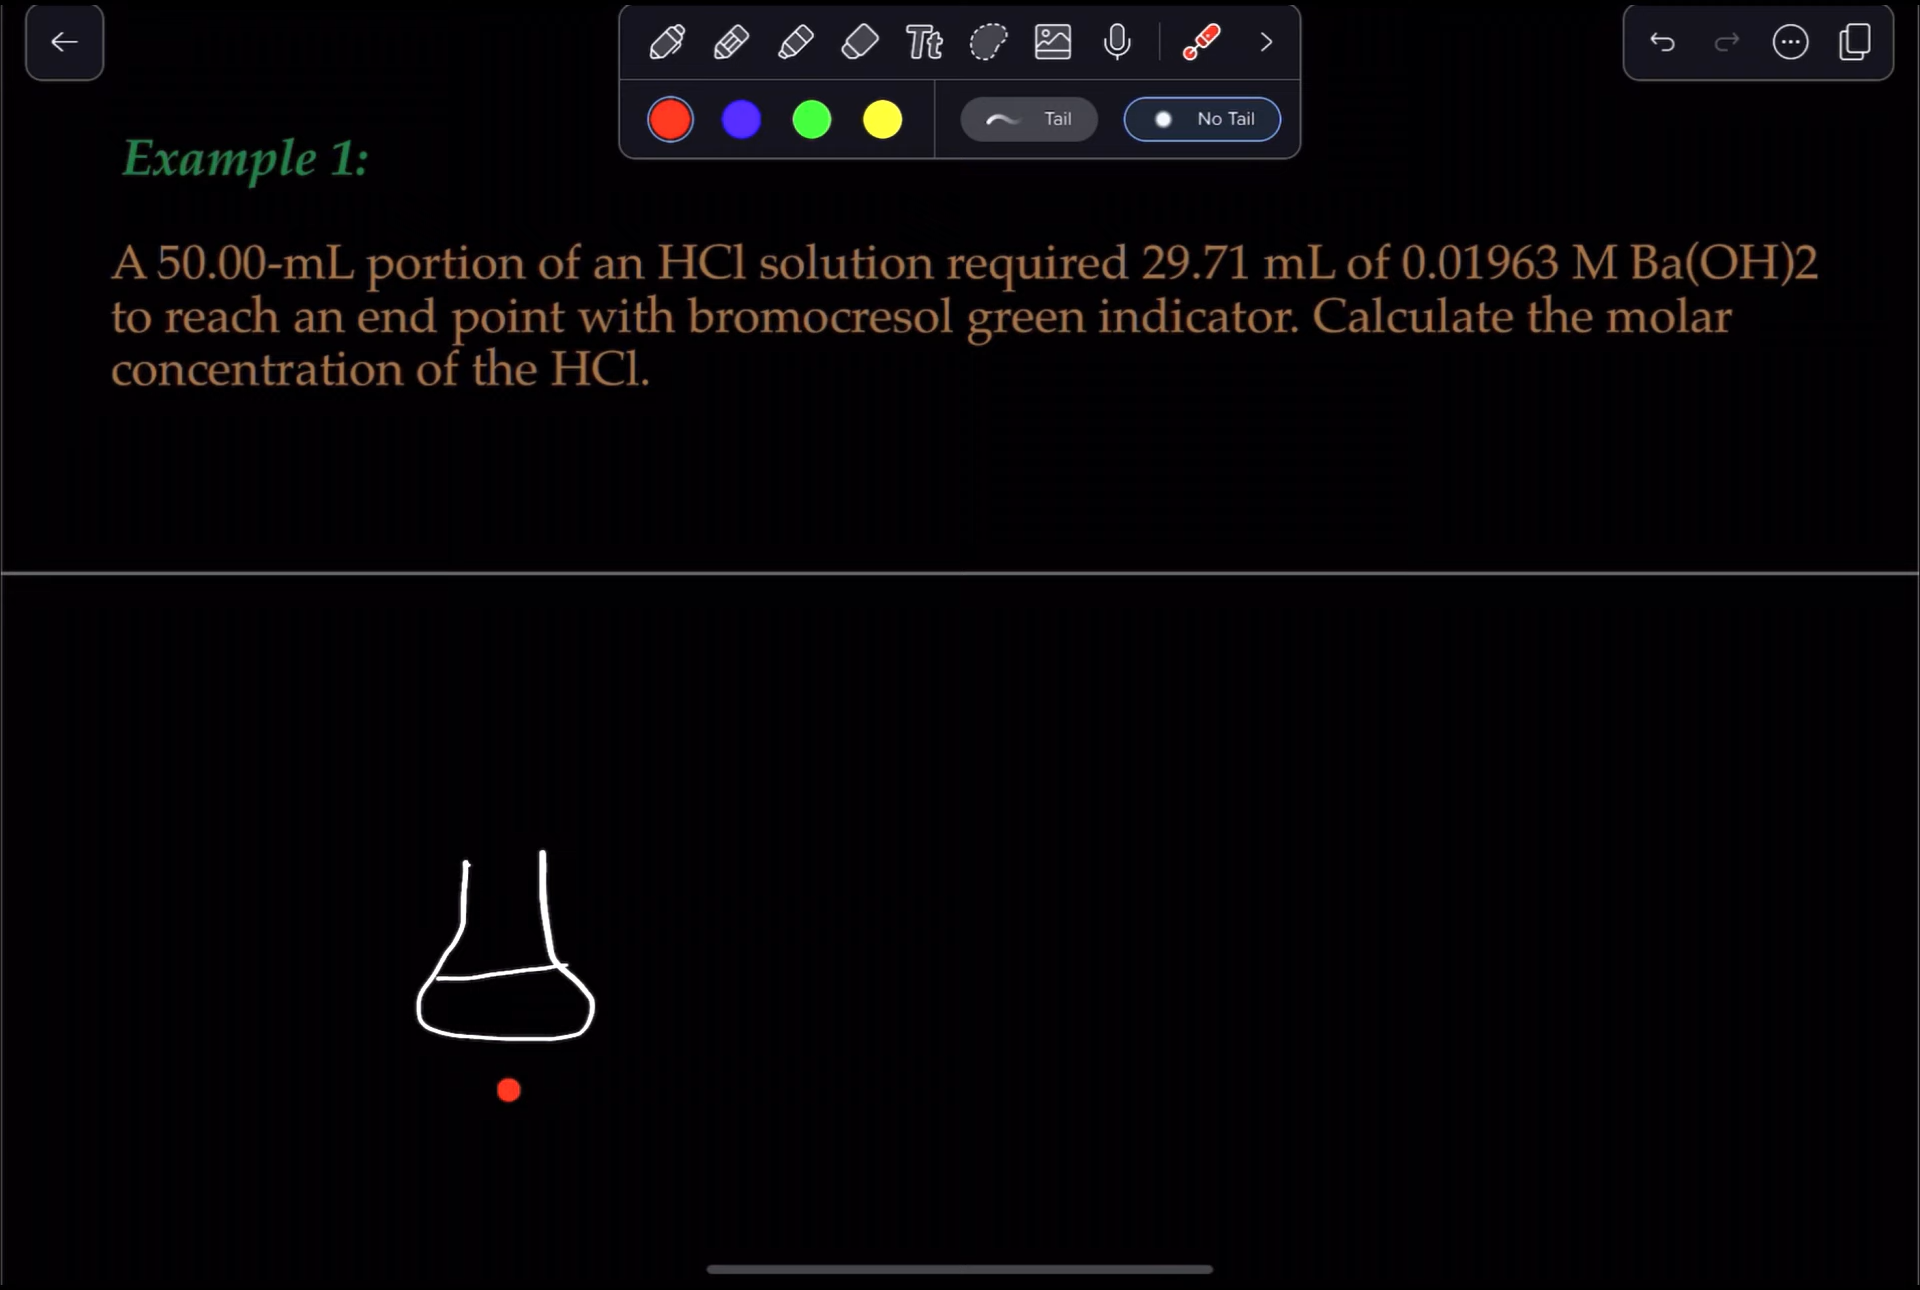 Tt
Tail
No Tail
Example 1:
A 50.00-mL portion of an HCl solution required 29.71 mL of 0.01963 M Ba(OH)2
to reach an end point with bromocresol green indicator. Calculate the molar
concentration of the HCl.